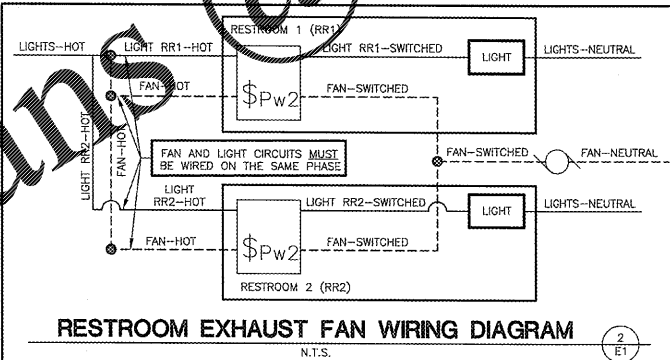 RESTROOM 1 (RR1)
LIGHTS-HOT
LIGHT RR1-HOT
LIGHT RR1-SWITCHED
LIGHT
LIGHTS-NEUTRAL
FAN-HOT
$Pw2
FAN-SWITCHED
LIGHT RR2-HOT
FAN-HOT
FAN AND LIGHT CIRCUITS MUST
BE WIRED ON THE SAME PHASE
FAN-SWITCHED
FAN-NEUTRAL
LIGHT
RR2-HOT
LIGHT RR2-SWITCHED
LIGHT
LIGHTS-NEUTRAL
FAN-HOT
$Pw2
FAN-SWITCHED
RESTROOM 2 (RR2)
RESTROOM EXHAUST FAN WIRING DIAGRAM
N.T.S.
2
E1
ans